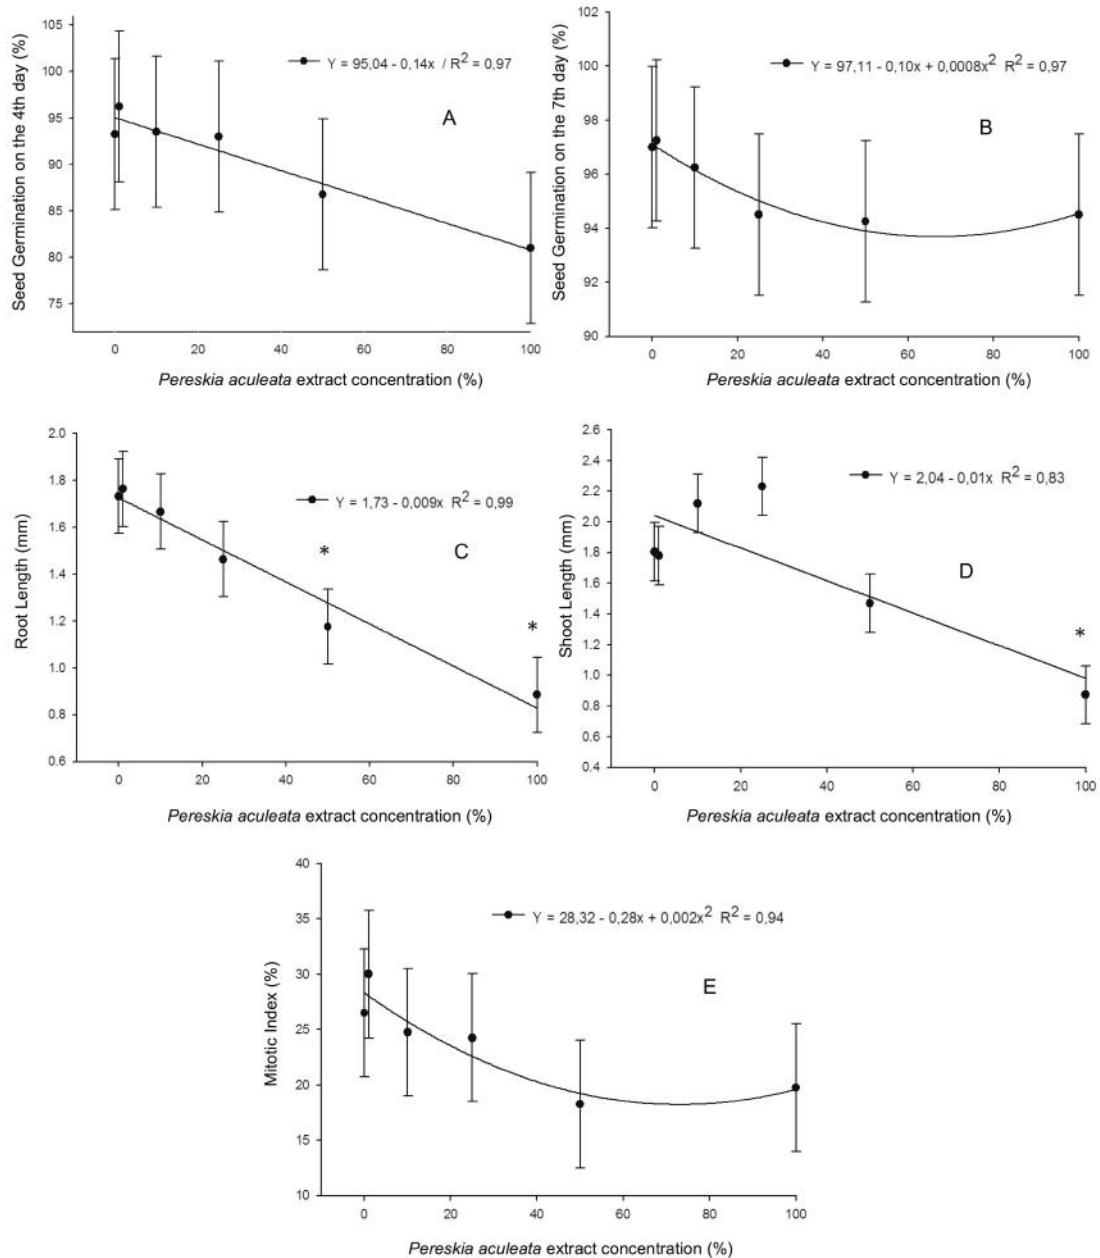 105
100
95
90
85
80
75
Seed Germination on the 4th day (%)
Y = 95,04 - 0,14x / R² = 0,97
A
0 20 40 60 80 100
Pereskia aculeata extract concentration (%)
102
100
98
96
94
92
90
Seed Germination on the 7th day (%)
Y = 97,11 - 0,10x + 0,0008x² R² = 0,97
B
0 20 40 60 80 100
Pereskia aculeata extract concentration (%)
2.0
1.8
1.6
1.4
1.2
1.0
0.8
0.6
Root Length (mm)
Y = 1,73 - 0,009x R² = 0,99
C
*
*
0 20 40 60 80 100
Pereskia aculeata extract concentration (%)
2.6
2.4
2.2
2.0
1.8
1.6
1.4
1.2
1.0
0.8
0.6
0.4
Shoot Length (mm)
Y = 2,04 - 0,01x R² = 0,83
D
*
0 20 40 60 80 100
Pereskia aculeata extract concentration (%)
40
35
30
25
20
15
10
Mitotic Index (%)
Y = 28,32 - 0,28x + 0,002x² R² = 0,94
E
0 20 40 60 80 100
Pereskia aculeata extract concentration (%)